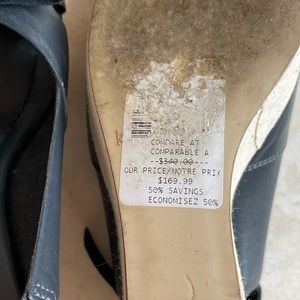 COMPARE AT
COMPARABLE A
--$340.00--
OUR PRICE/NOTRE PRIX
$169.99
50% SAVINGS
ECONOMISEZ 50%